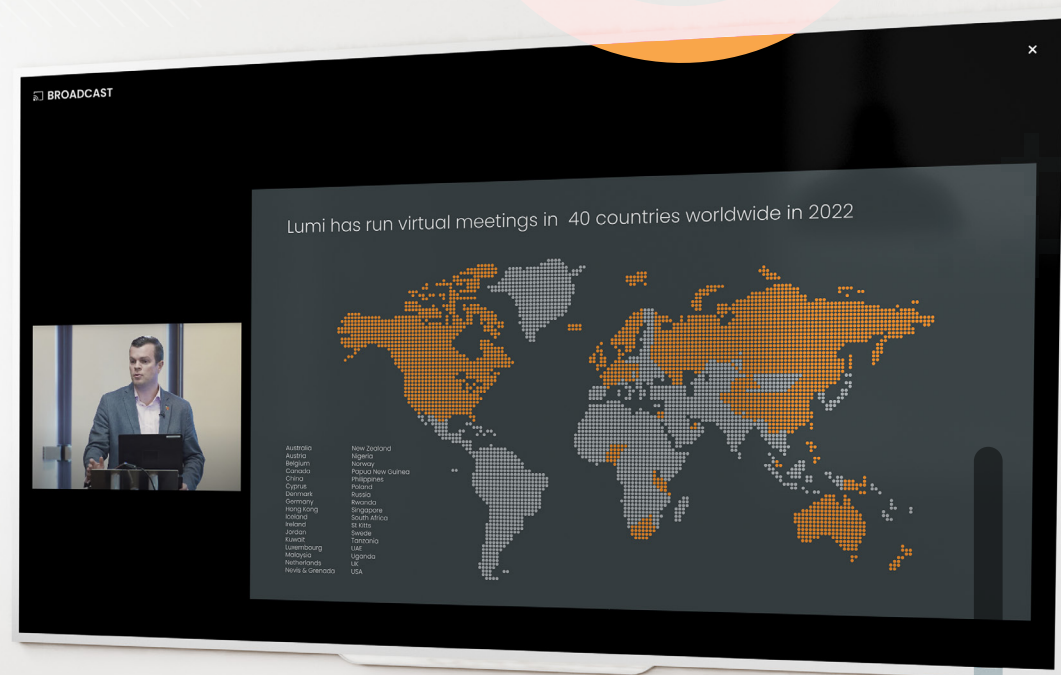 BROADCAST
Lumi has run virtual meetings in 40 countries worldwide in 2022
Australia
Austria
Belgium
Canada
China
Cyprus
Denmark
Germany
Hong Kong
Iceland
Ireland
Jordan
Kuwait
Luxembourg
Malaysia
Netherlands
Nevis & Grenada
New Zealand
Nigeria
Norway
Papua New Guinea
Philippines
Poland
Russia
Rwanda
Singapore
South Africa
St Kitts
Swede
Tanzania
UAE
Uganda
UK
USA